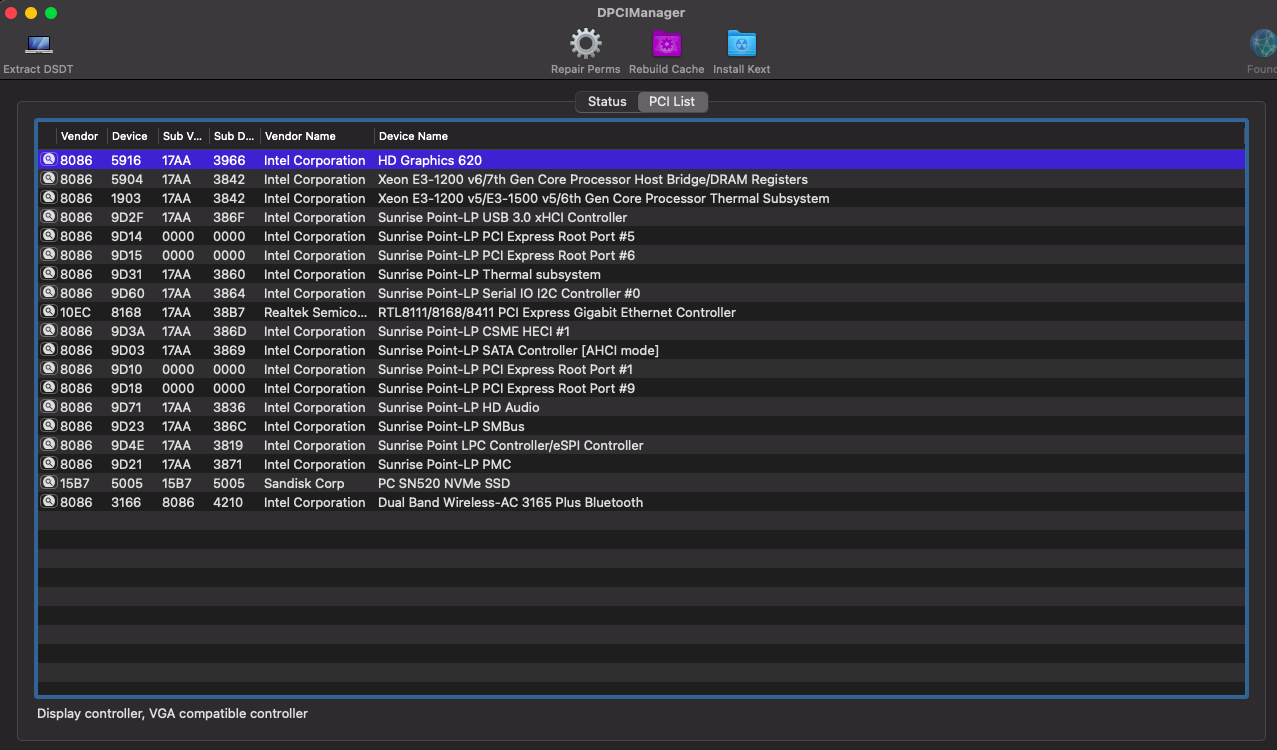 DPCIManager
Extract DSDT
Repair Perms Rebuild Cache Install Kext
Found
Status PCI List
Vendor Device Sub V... Sub D... Vendor Name Device Name
8086 5916 17AA 3966 Intel Corporation HD Graphics 620
8086 5904 17AA 3842 Intel Corporation Xeon E3-1200 v6/7th Gen Core Processor Host Bridge/DRAM Registers
8086 1903 17AA 3842 Intel Corporation Xeon E3-1200 v5/E3-1500 v5/6th Gen Core Processor Thermal Subsystem
8086 9D2F 17AA 386F Intel Corporation Sunrise Point-LP USB 3.0 xHCI Controller
8086 9D14 0000 0000 Intel Corporation Sunrise Point-LP PCI Express Root Port #5
8086 9D15 0000 0000 Intel Corporation Sunrise Point-LP PCI Express Root Port #6
8086 9D31 17AA 3860 Intel Corporation Sunrise Point-LP Thermal subsystem
8086 9D60 17AA 3864 Intel Corporation Sunrise Point-LP Serial IO I2C Controller #0
10EC 8168 17AA 38B7 Realtek Semico... RTL8111/8168/8411 PCI Express Gigabit Ethernet Controller
8086 9D3A 17AA 386D Intel Corporation Sunrise Point-LP CSME HECI #1
8086 9D03 17AA 3869 Intel Corporation Sunrise Point-LP SATA Controller [AHCI mode]
8086 9D10 0000 0000 Intel Corporation Sunrise Point-LP PCI Express Root Port #1
8086 9D18 0000 0000 Intel Corporation Sunrise Point-LP PCI Express Root Port #9
8086 9D71 17AA 3836 Intel Corporation Sunrise Point-LP HD Audio
8086 9D23 17AA 386C Intel Corporation Sunrise Point-LP SMBus
8086 9D4E 17AA 3819 Intel Corporation Sunrise Point LPC Controller/eSPI Controller
8086 9D21 17AA 3871 Intel Corporation Sunrise Point-LP PMC
15B7 5005 15B7 5005 Sandisk Corp PC SN520 NVMe SSD
8086 3166 8086 4210 Intel Corporation Dual Band Wireless-AC 3165 Plus Bluetooth
Display controller, VGA compatible controller